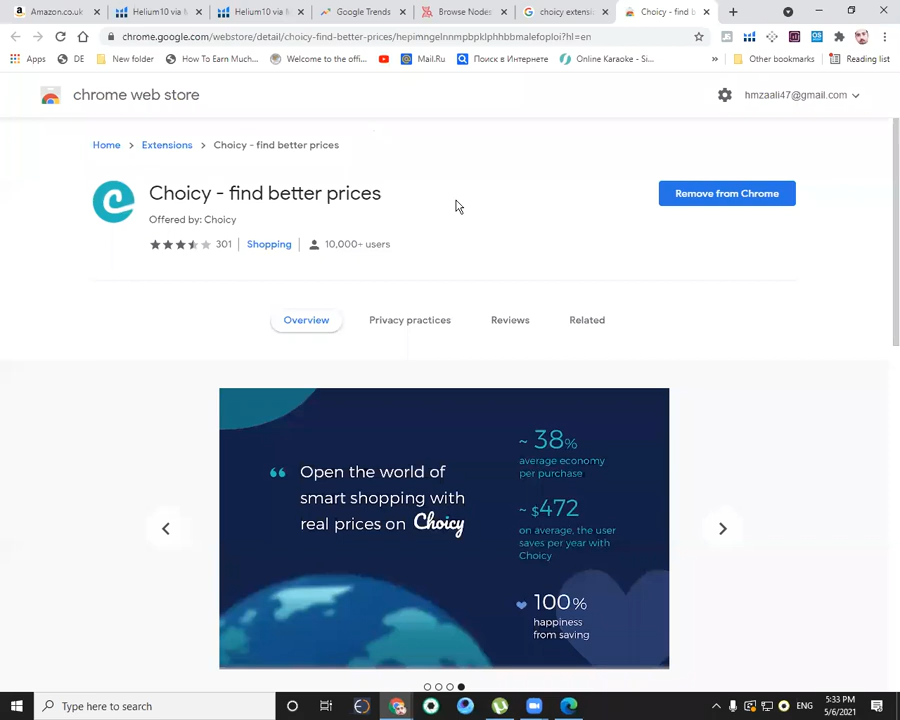 Amazon.co.uk
Helium10 via M
Helium10 via M
Google Trends
Browse Nodes
choicy extensi
Choicy - find b
chrome.google.com/webstore/detail/choicy-find-better-prices/hepimngelnnmpbpklphhbbmalefoploi?hl=en
Apps
DE
New folder
How To Earn Much...
Welcome to the offi...
Mail.Ru
Поиск в Интернете
Online Karaoke - Si...
»
Other bookmarks
Reading list
chrome web store
hmzaali47@gmail.com
Home > Extensions > Choicy - find better prices
Choicy - find better prices
Offered by: Choicy
301 | Shopping | 10,000+ users
Remove from Chrome
Overview
Privacy practices
Reviews
Related
“ Open the world of
smart shopping with
real prices on Choicy
~ 38%
average economy
per purchase
~ $472
on average, the user
saves per year with
Choicy
100%
happiness
from saving
Type here to search
ENG
5:33 PM
5/6/2021